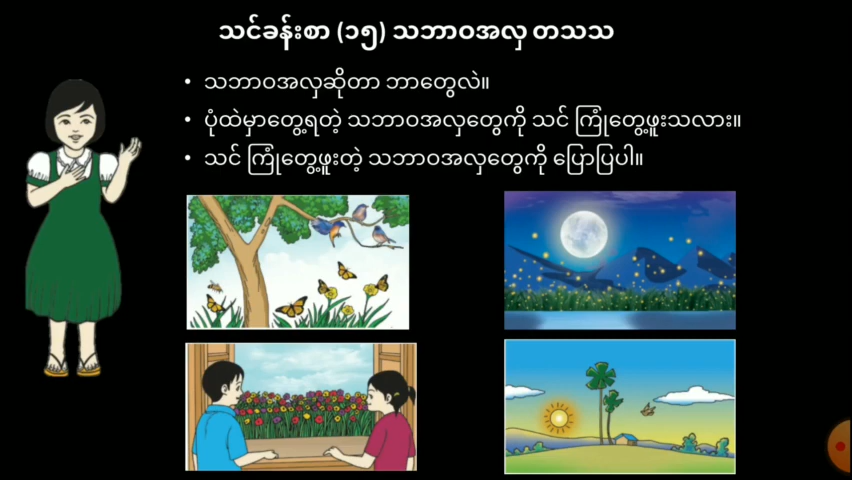 သင်ခန်းစာ (၁၅) သဘာဝအလှ တသသ
• သဘာဝအလှဆိုတာ ဘာတွေလဲ။
• ပုံထဲမှာတွေ့ရတဲ့ သဘာဝအလှတွေကို သင် ကြုံတွေ့ဖူးသလား။
• သင် ကြုံတွေ့ဖူးတဲ့ သဘာဝအလှတွေကို ပြောပြပါ။